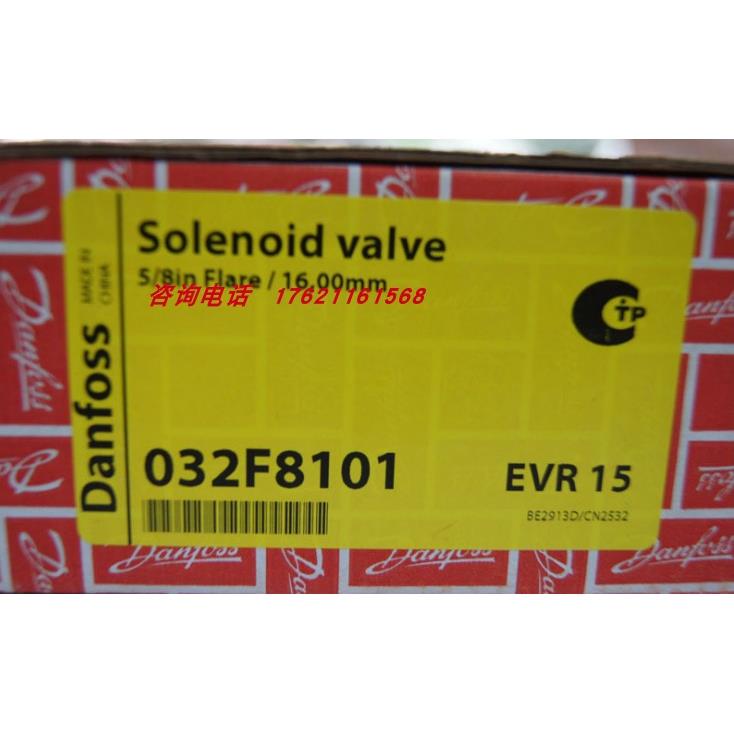 Solenoid valve
5/8in Flare / 16.00mm
咨询电话 17621161568
MADE IN
CHINA
Danfoss
CTP
032F8101
EVR 15
BE2913D/CN2532
Danfoss
Danfoss
Danfoss